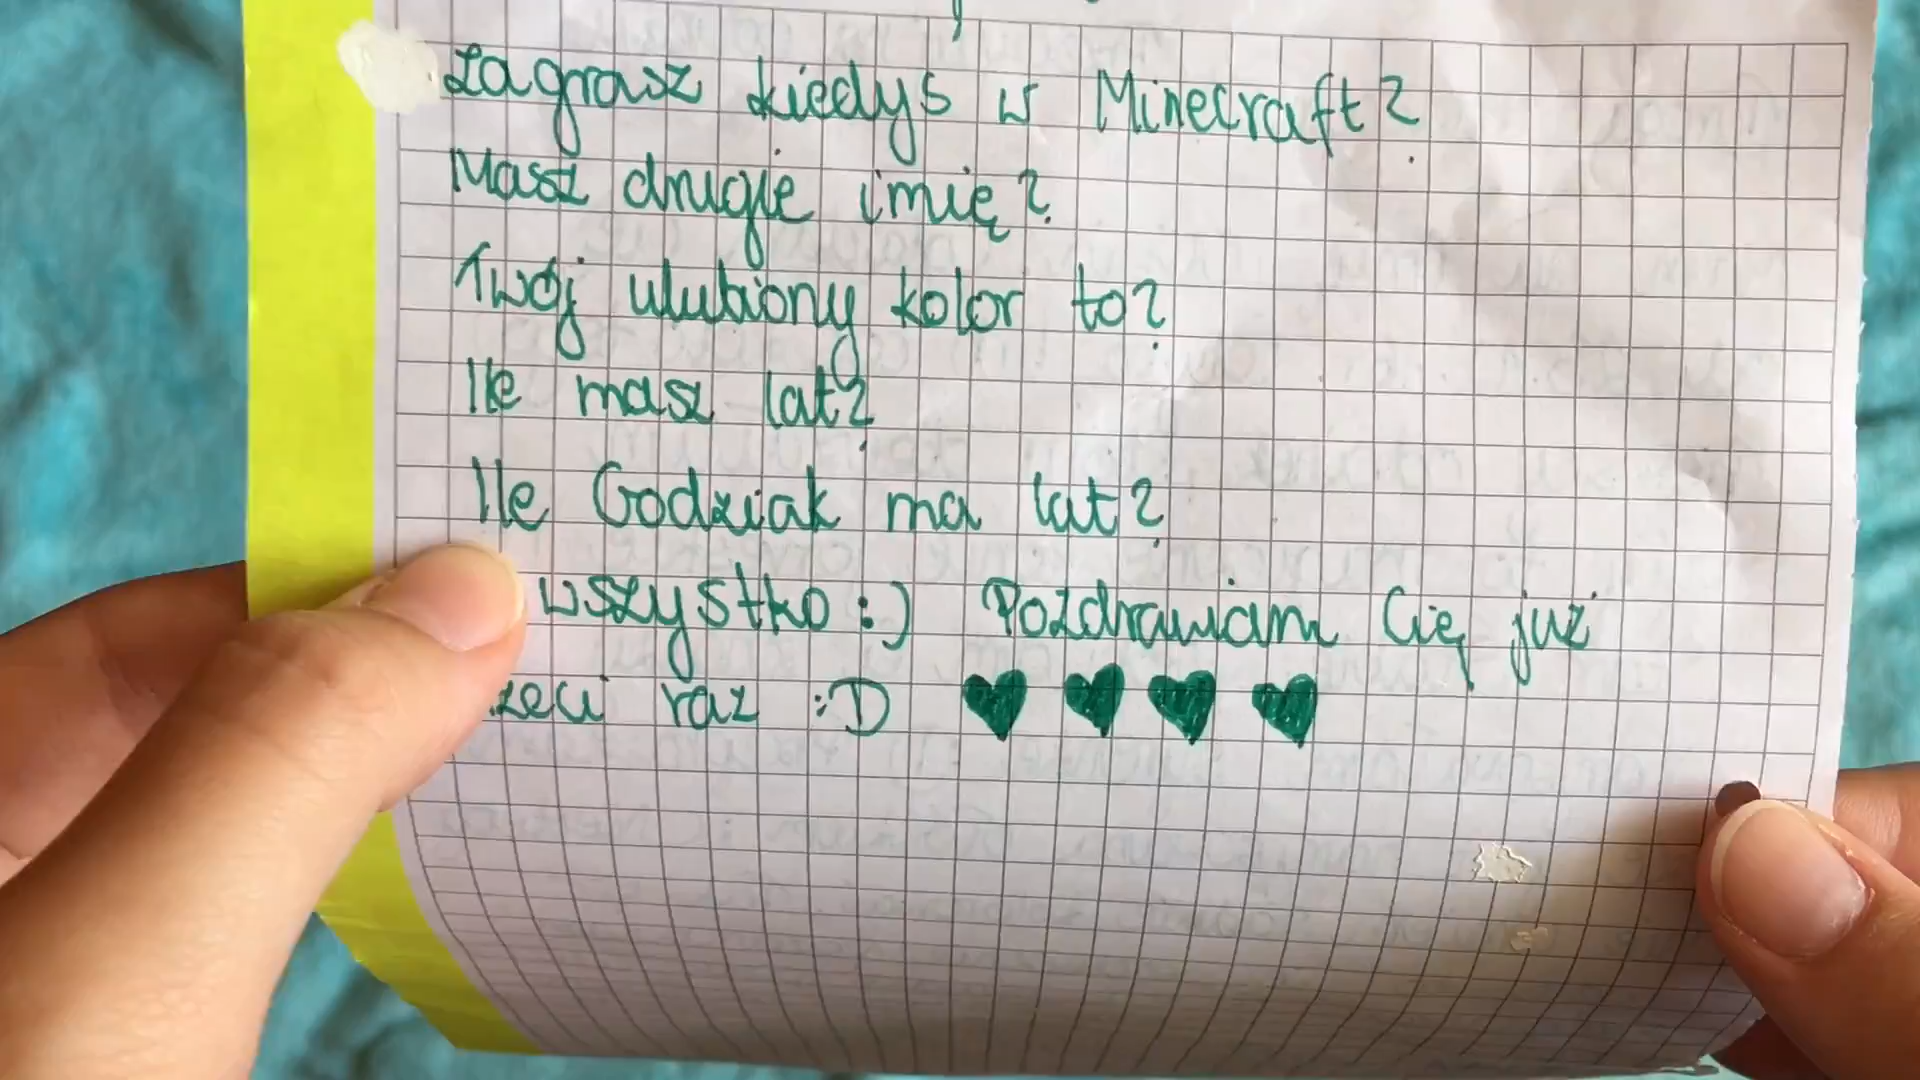 Zagrasz kiedyś w Minecraft?
Masz drugie imię?
Twój ulubiony kolor to?
Ile masz lat?
Ile Godziak ma lat?
wszystko :) Pozdrawiam Cię już
raz :D